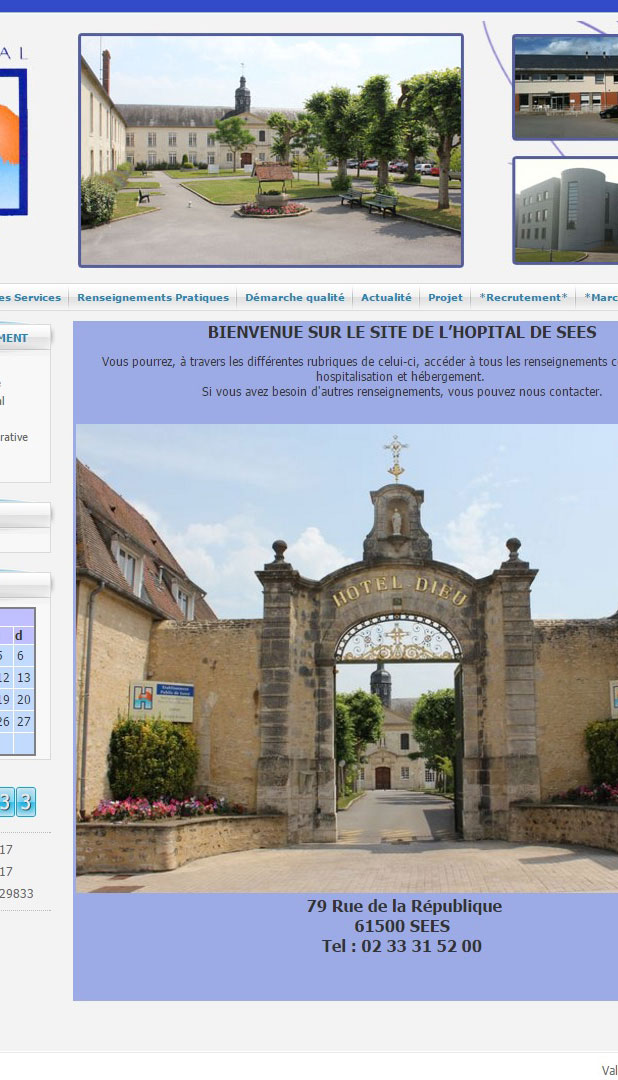 A L
es Services
Renseignements Pratiques
Démarche qualité
Actualité
Projet
*Recrutement*
*Marc
MENT
BIENVENUE SUR LE SITE DE L’HOPITAL DE SEES
Vous pourrez, à travers les différentes rubriques de celui-ci, accéder à tous les renseignements c
hospitalisation et hébergement.
Si vous avez besoin d'autres renseignements, vous pouvez nous contacter.
e
al
rative
HOTEL-DIEU
Etablissement
Public de Santé
H
d
5 6
12 13
19 20
26 27
3 3
17
17
29833
79 Rue de la République
61500 SEES
Tel : 02 33 31 52 00
Val